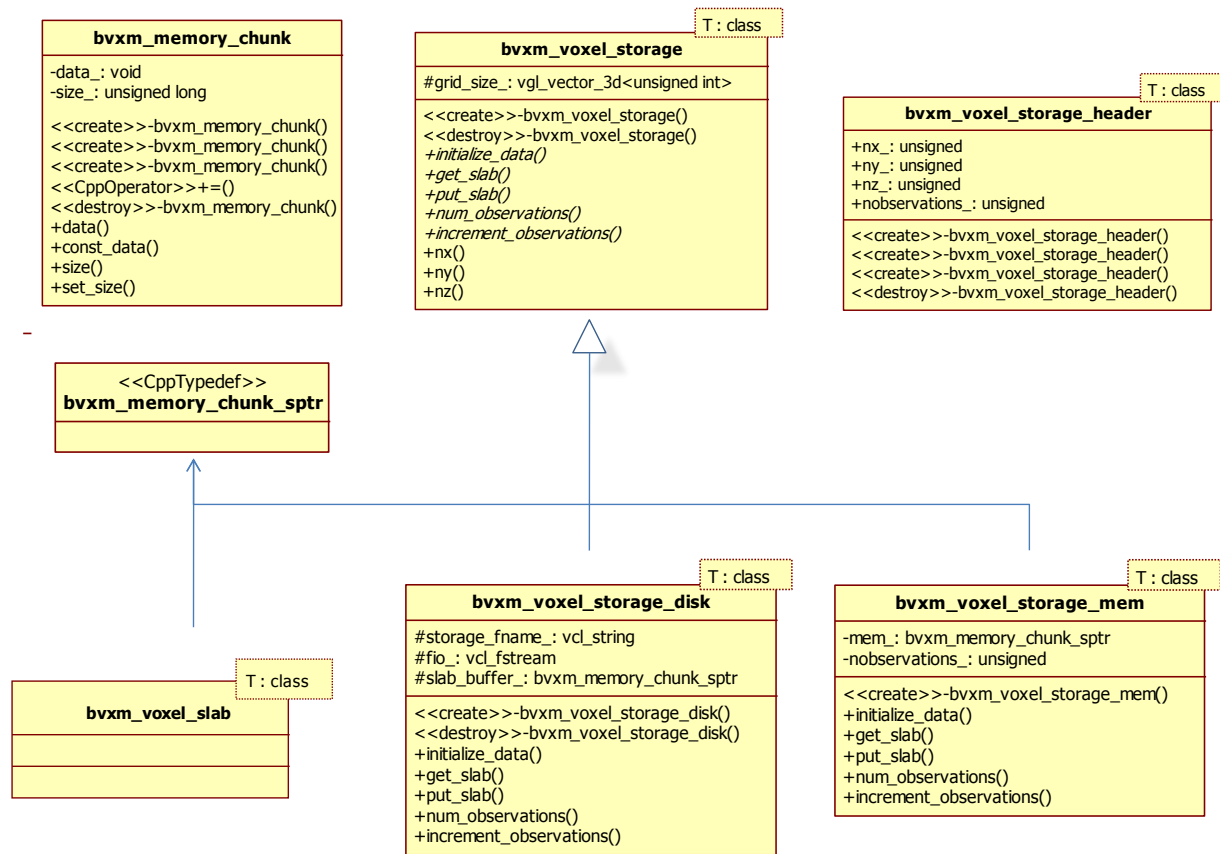 bvxm_memory_chunk
-data_: void
-size_: unsigned long
<<create>>-bvxm_memory_chunk()
<<create>>-bvxm_memory_chunk()
<<create>>-bvxm_memory_chunk()
<<CppOperator>>+=()
<<destroy>>-bvxm_memory_chunk()
+data()
+const_data()
+size()
+set_size()
T : class
bvxm_voxel_storage
#grid_size_: vgl_vector_3d<unsigned int>
<<create>>-bvxm_voxel_storage()
<<destroy>>-bvxm_voxel_storage()
+initialize_data()
+get_slab()
+put_slab()
+num_observations()
+increment_observations()
+nx()
+ny()
+nz()
T : class
bvxm_voxel_storage_header
+nx_: unsigned
+ny_: unsigned
+nz_: unsigned
+nobservations_: unsigned
<<create>>-bvxm_voxel_storage_header()
<<create>>-bvxm_voxel_storage_header()
<<create>>-bvxm_voxel_storage_header()
<<destroy>>-bvxm_voxel_storage_header()
<<CppTypedef>>
bvxm_memory_chunk_sptr
T : class
bvxm_voxel_slab
T : class
bvxm_voxel_storage_disk
#storage_fname_: vcl_string
#fio_: vcl_fstream
#slab_buffer_: bvxm_memory_chunk_sptr
<<create>>-bvxm_voxel_storage_disk()
<<destroy>>-bvxm_voxel_storage_disk()
+initialize_data()
+get_slab()
+put_slab()
+num_observations()
+increment_observations()
T : class
bvxm_voxel_storage_mem
-mem_: bvxm_memory_chunk_sptr
-nobservations_: unsigned
<<create>>-bvxm_voxel_storage_mem()
+initialize_data()
+get_slab()
+put_slab()
+num_observations()
+increment_observations()